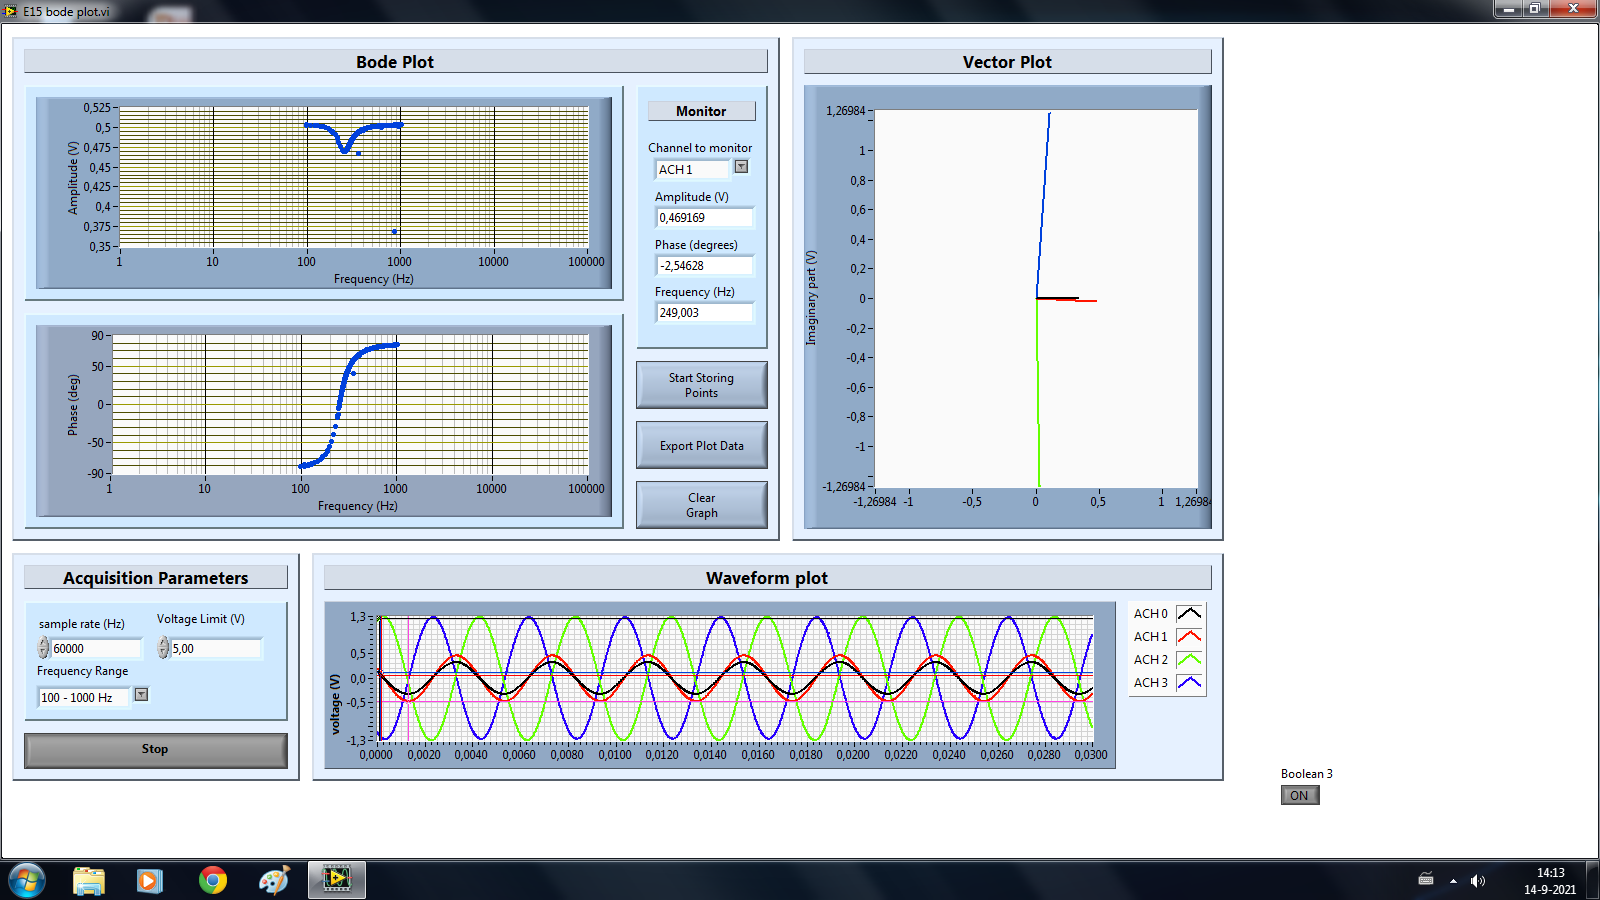 E15 bode plot.vi
Bode Plot
0,525
0,5
0,475
0,45
0,425
0,4
0,375
0,35
Amplitude (V)
1
10
100
1000
10000
100000
Frequency (Hz)
90
50
0
-50
-90
Phase (deg)
1
10
100
1000
10000
100000
Frequency (Hz)
Monitor
Channel to monitor
ACH 1
Amplitude (V)
0,469169
Phase (degrees)
-2,54628
Frequency (Hz)
249,003
Start Storing
Points
Export Plot Data
Clear
Graph
Vector Plot
1,26984
1
0,8
0,6
0,4
0,2
0
-0,2
-0,4
-0,6
-0,8
-1
-1,26984
Imaginary part (V)
-1,26984
-1
-0,5
0
0,5
1
1,26984
Acquisition Parameters
sample rate (Hz)
60000
Voltage Limit (V)
5,00
Frequency Range
100 - 1000 Hz
Stop
Waveform plot
1,3
0,5
0,0
-0,5
-1,3
voltage (V)
0,0000
0,0020
0,0040
0,0060
0,0080
0,0100
0,0120
0,0140
0,0160
0,0180
0,0200
0,0220
0,0240
0,0260
0,0280
0,0300
ACH 0
ACH 1
ACH 2
ACH 3
Boolean 3
ON
14:13
14-9-2021